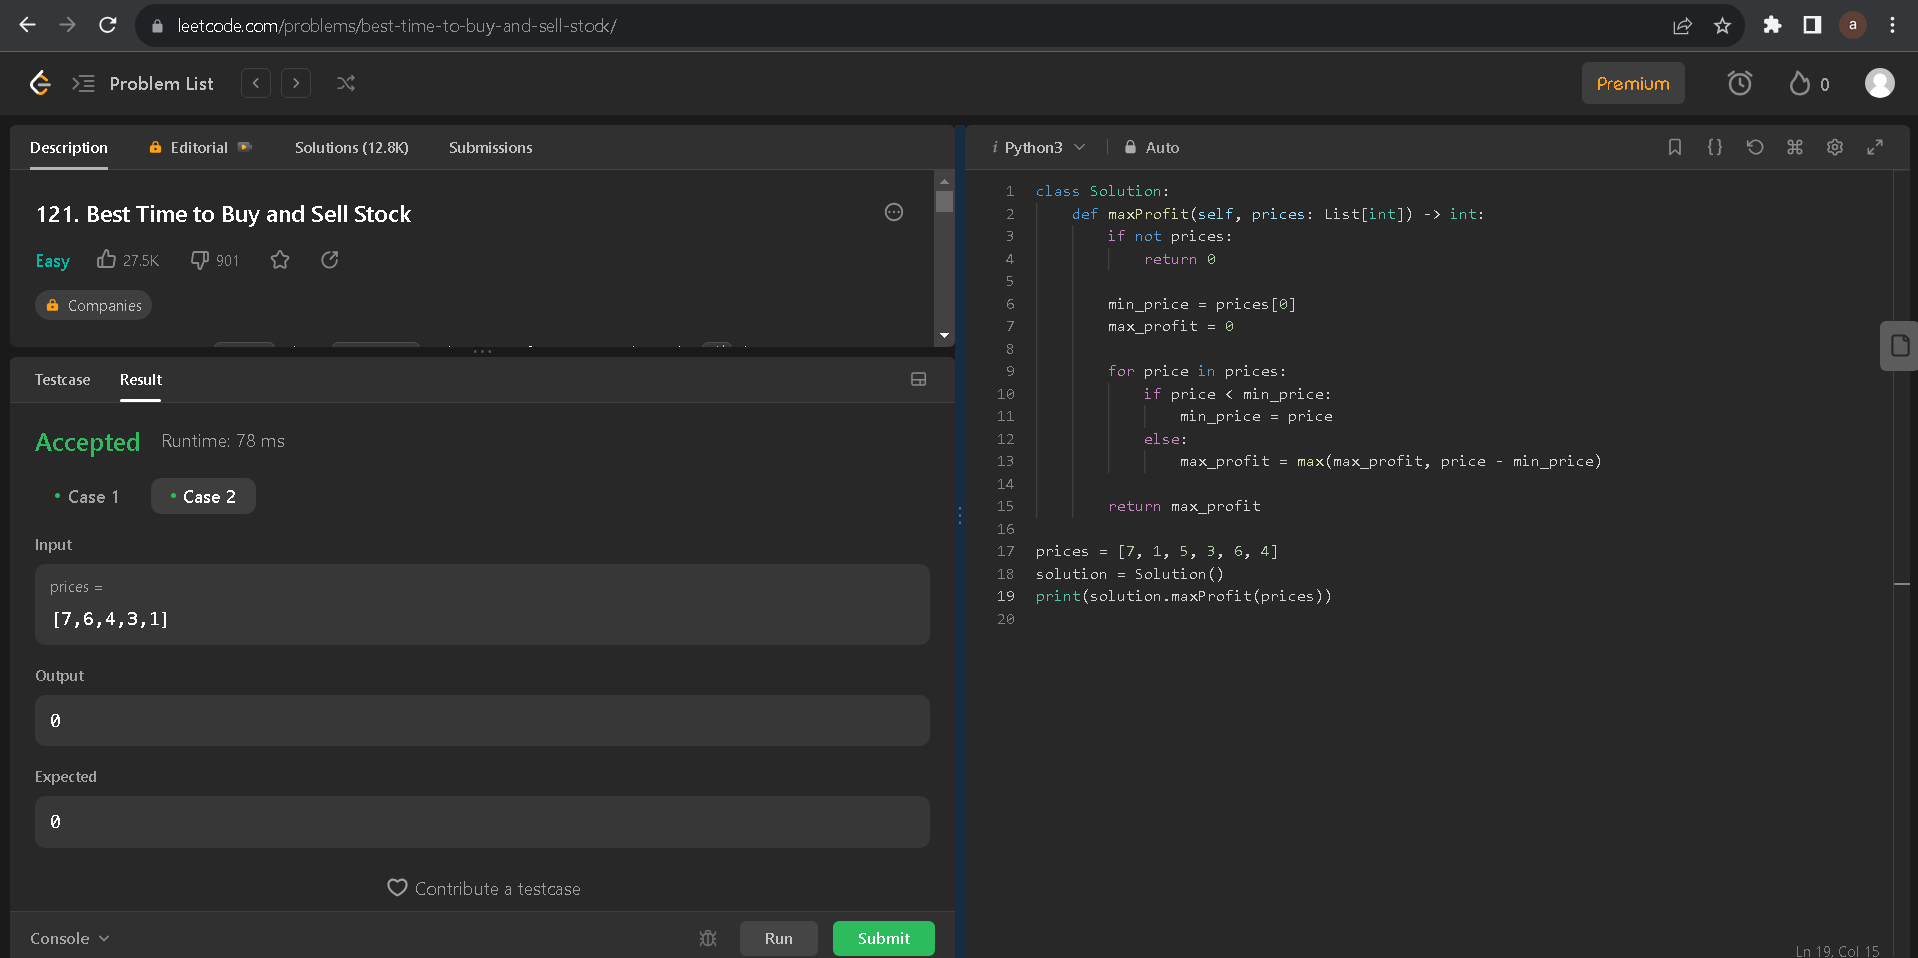 leetcode.com/problems/best-time-to-buy-and-sell-stock/
a
Problem List
Premium
0
Description
Editorial
Solutions (12.8K)
Submissions
121. Best Time to Buy and Sell Stock
Easy
27.5K
901
Companies
Testcase
Result
Accepted
Runtime: 78 ms
• Case 1
• Case 2
Input
prices =
[7,6,4,3,1]
Output
0
Expected
0
Contribute a testcase
Console
Run
Submit
i Python3
Auto
1 class Solution:
2     def maxProfit(self, prices: List[int]) -> int:
3         if not prices:
4             return 0
5
6         min_price = prices[0]
7         max_profit = 0
8
9         for price in prices:
10             if price < min_price:
11                 min_price = price
12             else:
13                 max_profit = max(max_profit, price - min_price)
14
15         return max_profit
16
17 prices = [7, 1, 5, 3, 6, 4]
18 solution = Solution()
19 print(solution.maxProfit(prices))
20
Ln 19, Col 15